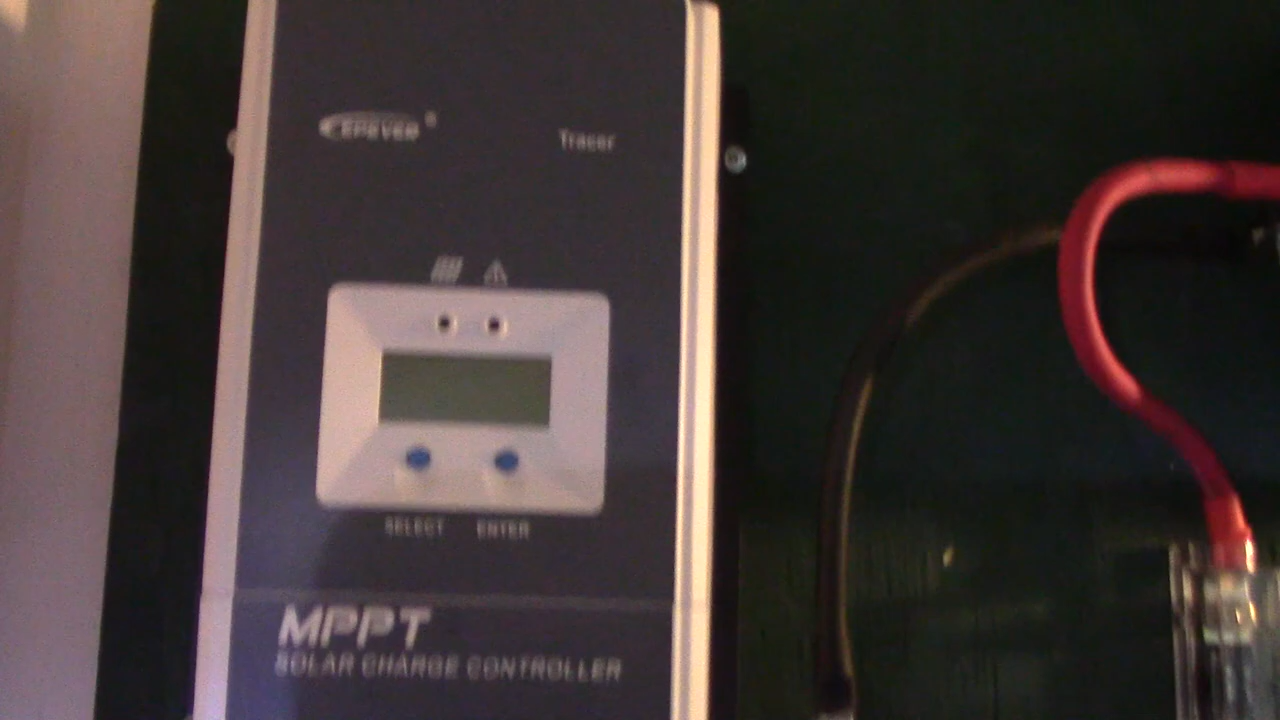 EPEVER®
Tracer
SELECT ENTER
MPPT
SOLAR CHARGE CONTROLLER